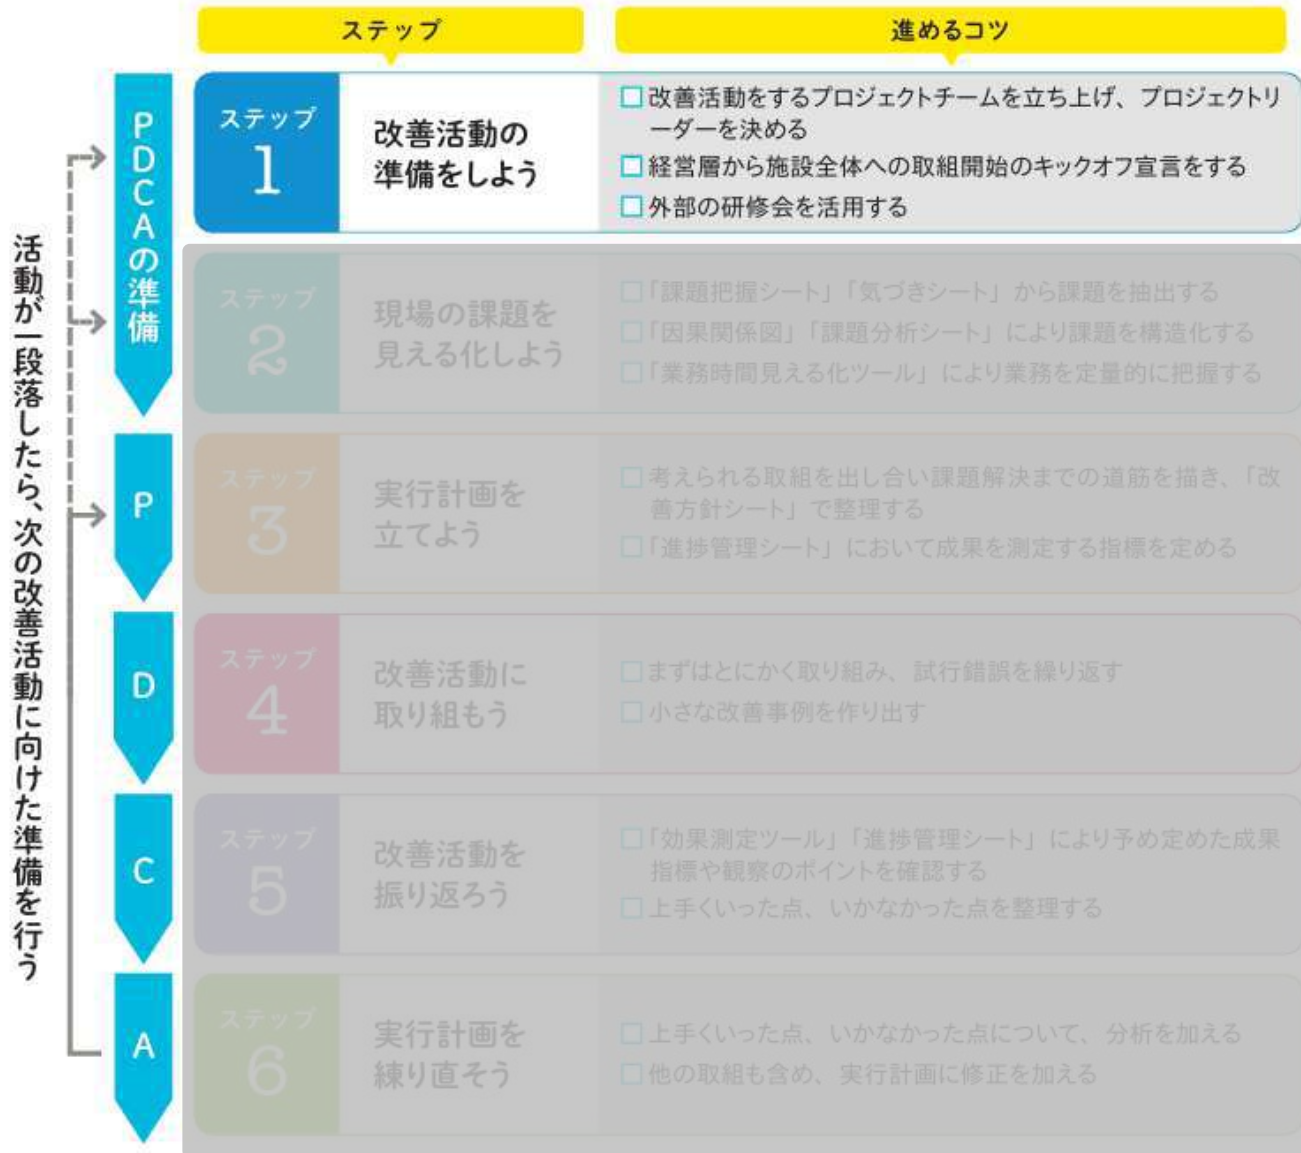 ステップ
進めるコツ
活動が一段落したら、次の改善活動に向けた準備を行う
PDCAの準備
ステップ
1
改善活動の
準備をしよう
□改善活動をするプロジェクトチームを立ち上げ、プロジェクトリ
ーダーを決める
□経営層から施設全体への取組開始のキックオフ宣言をする
□外部の研修会を活用する
ステップ
2
現場の課題を
見える化しよう
□「課題把握シート」「気づきシート」から課題を抽出する
□「因果関係図」「課題分析シート」により課題を構造化する
□「業務時間見える化ツール」により業務を定量的に把握する
P
ステップ
3
実行計画を
立てよう
□考えられる取組を出し合い課題解決までの道筋を描き、「改
善方針シート」で整理する
□「進捗管理シート」において成果を測定する指標を定める
D
ステップ
4
改善活動に
取り組もう
□まずはとにかく取り組み、試行錯誤を繰り返す
□小さな改善事例を作り出す
C
ステップ
5
改善活動を
振り返ろう
□「効果測定ツール」「進捗管理シート」により予め定めた成果
指標や観察のポイントを確認する
□上手くいった点、いかなかった点を整理する
A
ステップ
6
実行計画を
練り直そう
□上手くいった点、いかなかった点について、分析を加える
□他の取組も含め、実行計画に修正を加える